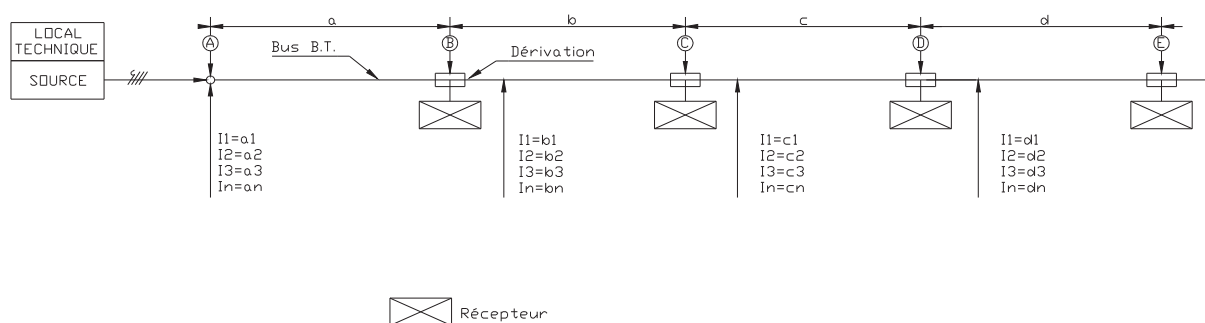 a
b
c
d
LOCAL
TECHNIQUE
SOURCE
A
B
C
D
E
Bus B.T.
Dérivation
I1=a1
I2=a2
I3=a3
In=an
I1=b1
I2=b2
I3=b3
In=bn
I1=c1
I2=c2
I3=c3
In=cn
I1=d1
I2=d2
I3=d3
In=dn
Récepteur